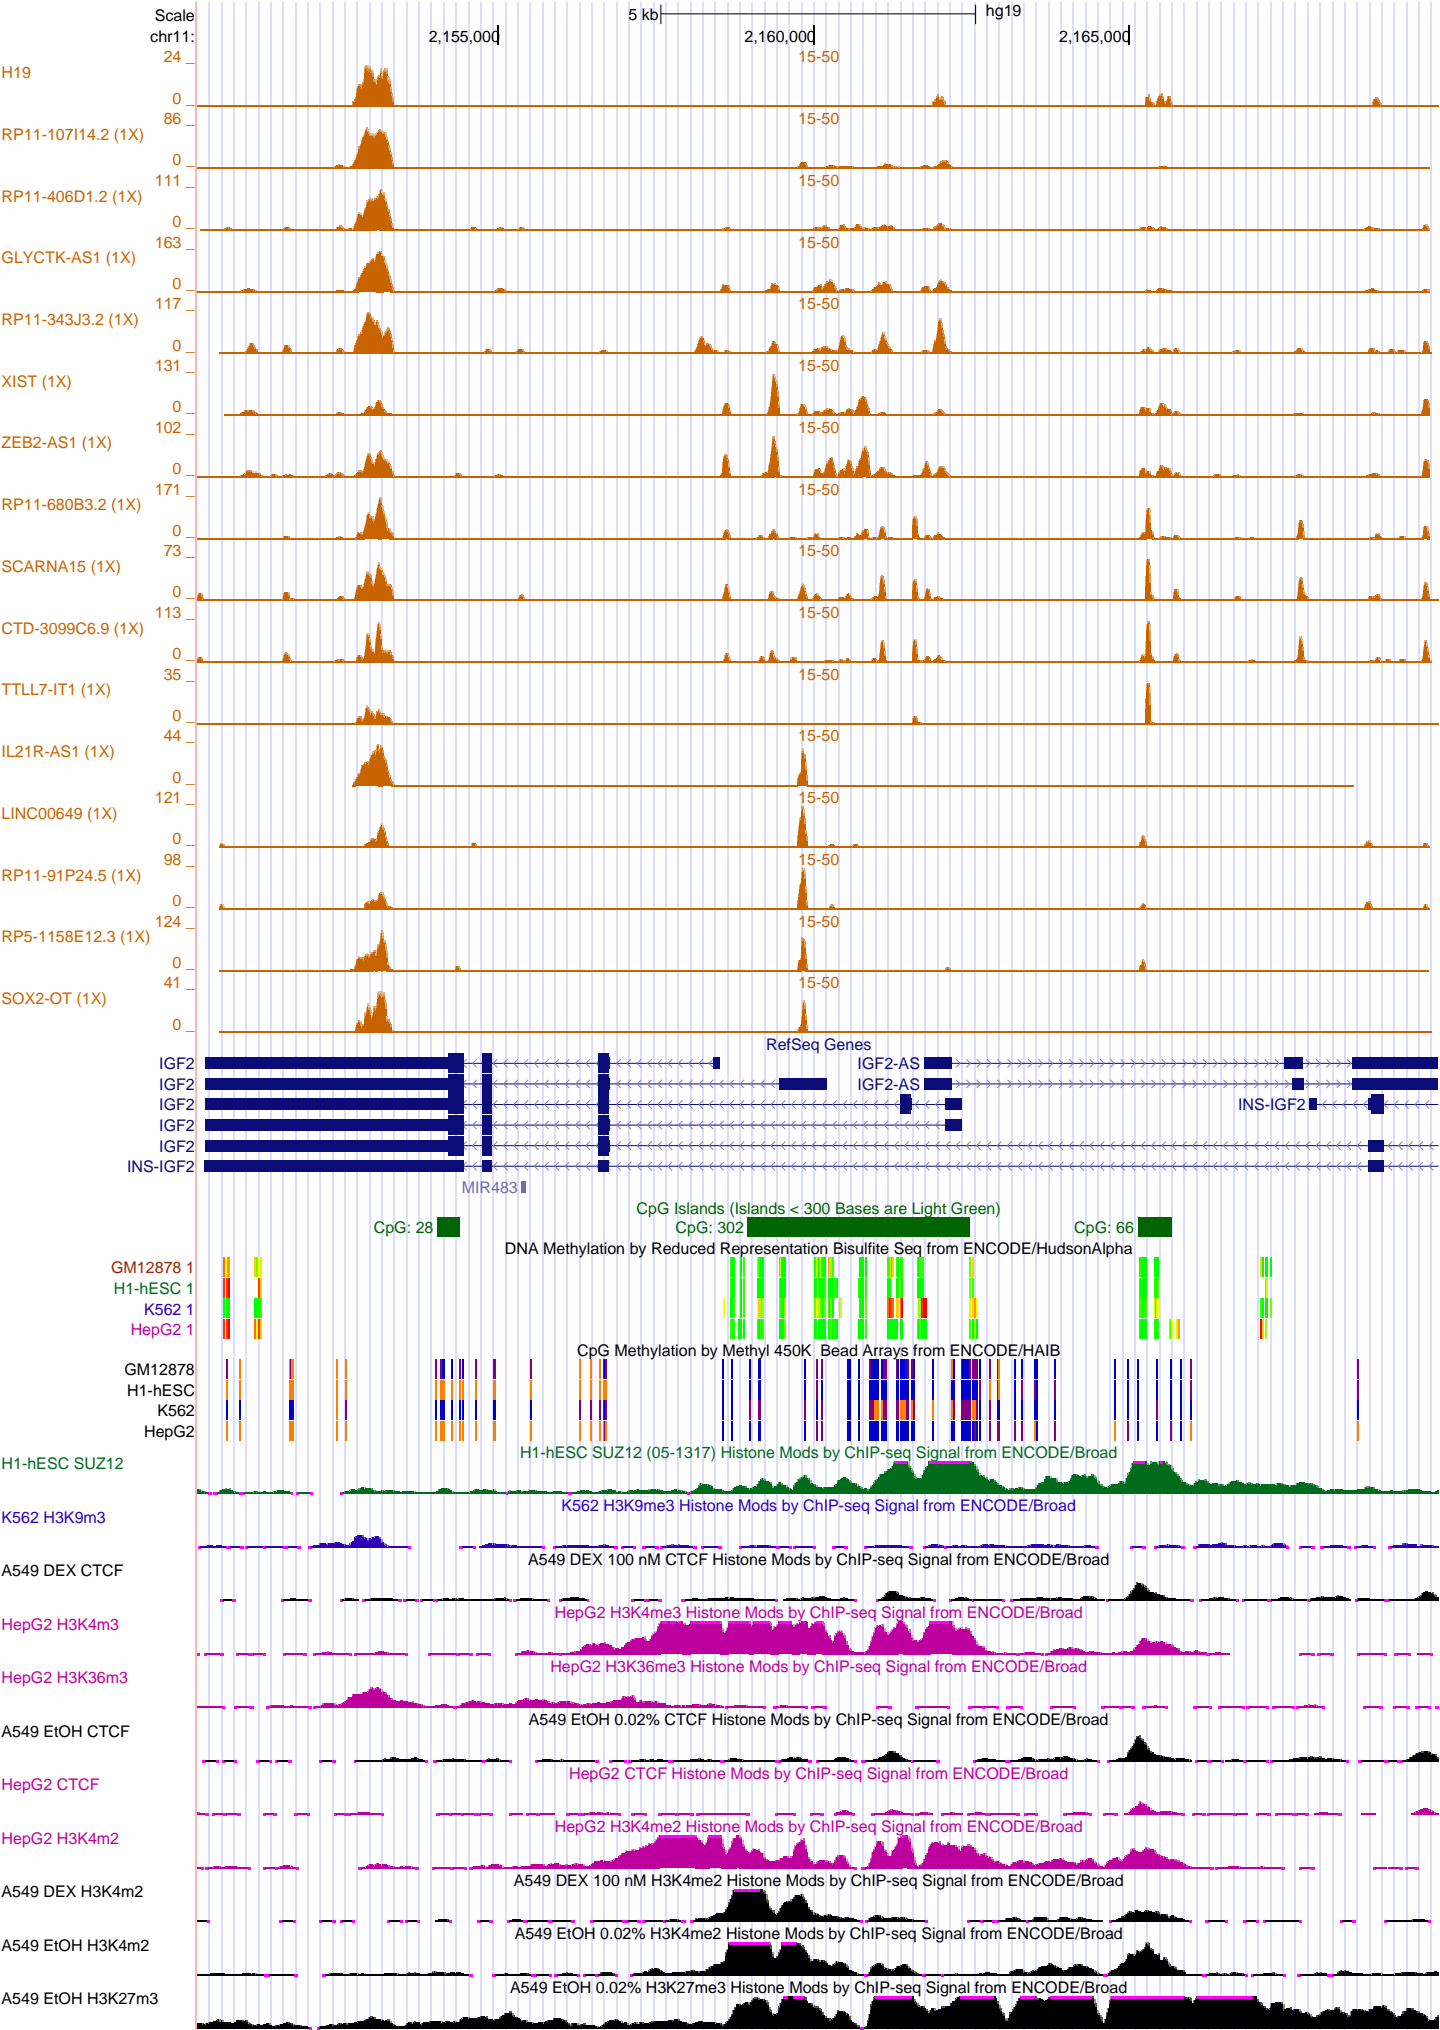 Scale 5 kb hg19
chr11: 2,155,000 2,160,000 2,165,000
24 _ 15-50
H19
0 _
86 _ 15-50
RP11-107I14.2 (1X)
0 _
111 _ 15-50
RP11-406D1.2 (1X)
0 _
163 _ 15-50
GLYCTK-AS1 (1X)
0 _
117 _ 15-50
RP11-343J3.2 (1X)
0 _
131 _ 15-50
XIST (1X)
0 _
102 _ 15-50
ZEB2-AS1 (1X)
0 _
171 _ 15-50
RP11-680B3.2 (1X)
0 _
73 _ 15-50
SCARNA15 (1X)
0 _
113 _ 15-50
CTD-3099C6.9 (1X)
0 _
35 _ 15-50
TTLL7-IT1 (1X)
0 _
44 _ 15-50
IL21R-AS1 (1X)
0 _
121 _ 15-50
LINC00649 (1X)
0 _
98 _ 15-50
RP11-91P24.5 (1X)
0 _
124 _ 15-50
RP5-1158E12.3 (1X)
0 _
41 _ 15-50
SOX2-OT (1X)
0 _
RefSeq Genes
IGF2 IGF2-AS
IGF2 IGF2-AS
IGF2 INS-IGF2
IGF2
IGF2
INS-IGF2
MIR483
CpG Islands (Islands < 300 Bases are Light Green)
CpG: 28 CpG: 302 CpG: 66
DNA Methylation by Reduced Representation Bisulfite Seq from ENCODE/HudsonAlpha
GM12878 1
H1-hESC 1
K562 1
HepG2 1
CpG Methylation by Methyl 450K Bead Arrays from ENCODE/HAIB
GM12878
H1-hESC
K562
HepG2
H1-hESC SUZ12 (05-1317) Histone Mods by ChIP-seq Signal from ENCODE/Broad
H1-hESC SUZ12
K562 H3K9me3 Histone Mods by ChIP-seq Signal from ENCODE/Broad
K562 H3K9m3
A549 DEX 100 nM CTCF Histone Mods by ChIP-seq Signal from ENCODE/Broad
A549 DEX CTCF
HepG2 H3K4me3 Histone Mods by ChIP-seq Signal from ENCODE/Broad
HepG2 H3K4m3
HepG2 H3K36me3 Histone Mods by ChIP-seq Signal from ENCODE/Broad
HepG2 H3K36m3
A549 EtOH 0.02% CTCF Histone Mods by ChIP-seq Signal from ENCODE/Broad
A549 EtOH CTCF
HepG2 CTCF Histone Mods by ChIP-seq Signal from ENCODE/Broad
HepG2 CTCF
HepG2 H3K4me2 Histone Mods by ChIP-seq Signal from ENCODE/Broad
HepG2 H3K4m2
A549 DEX 100 nM H3K4me2 Histone Mods by ChIP-seq Signal from ENCODE/Broad
A549 DEX H3K4m2
A549 EtOH 0.02% H3K4me2 Histone Mods by ChIP-seq Signal from ENCODE/Broad
A549 EtOH H3K4m2
A549 EtOH 0.02% H3K27me3 Histone Mods by ChIP-seq Signal from ENCODE/Broad
A549 EtOH H3K27m3